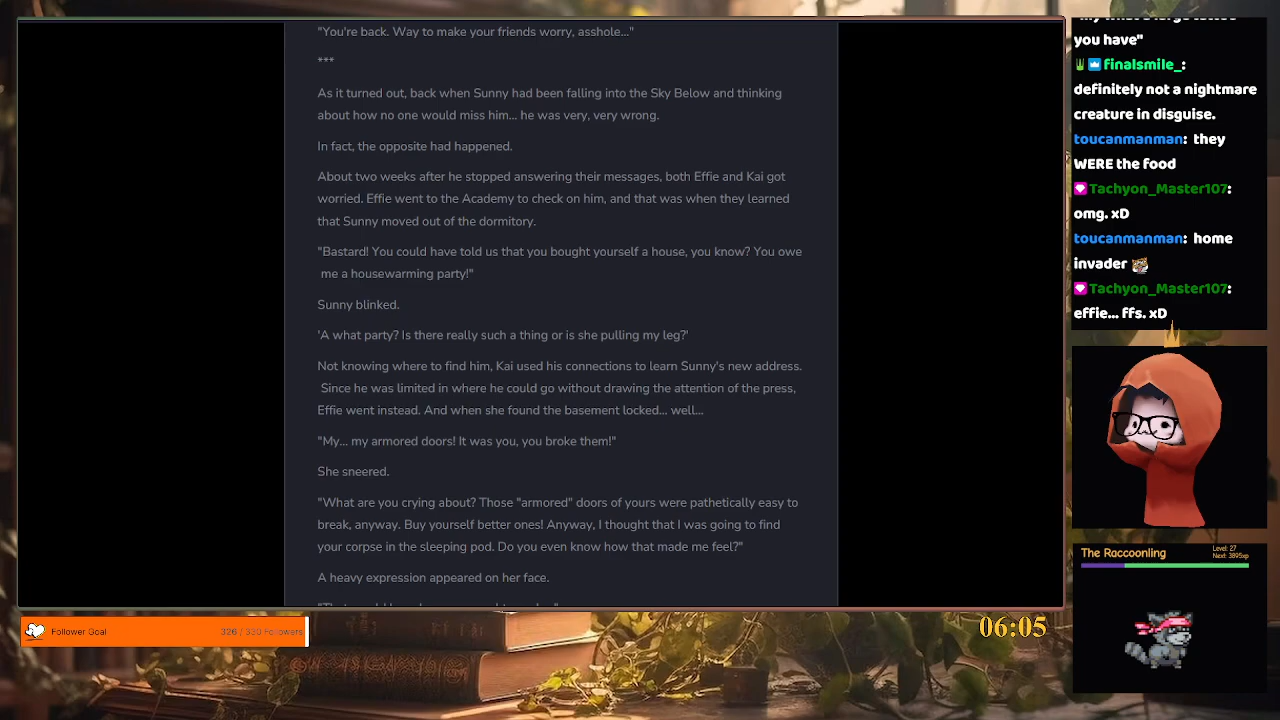 "You're back. Way to make your friends worry, asshole..."
***
As it turned out, back when Sunny had been falling into the Sky Below and thinking
about how no one would miss him... he was very, very wrong.
In fact, the opposite had happened.
About two weeks after he stopped answering their messages, both Effie and Kai got
worried. Effie went to the Academy to check on him, and that was when they learned
that Sunny moved out of the dormitory.
"Bastard! You could have told us that you bought yourself a house, you know? You owe
me a housewarming party!"
Sunny blinked.
'A what party? Is there really such a thing or is she pulling my leg?'
Not knowing where to find him, Kai used his connections to learn Sunny's new address.
Since he was limited in where he could go without drawing the attention of the press,
Effie went instead. And when she found the basement locked... well...
"My... my armored doors! It was you, you broke them!"
She sneered.
"What are you crying about? Those "armored" doors of yours were pathetically easy to
break, anyway. Buy yourself better ones! Anyway, I thought that I was going to find
your corpse in the sleeping pod. Do you even know how that made me feel?"
A heavy expression appeared on her face.
you have"
finalsmile_:
definitely not a nightmare
creature in disguise.
toucanmanman: they
WERE the food
Tachyon_Master107:
omg. xD
toucanmanman: home
invader
Tachyon_Master107:
effie... ffs. xD
The Raccoonling
Level: 27
Next: 3895xp
Follower Goal
326 / 330 Followers
06:05